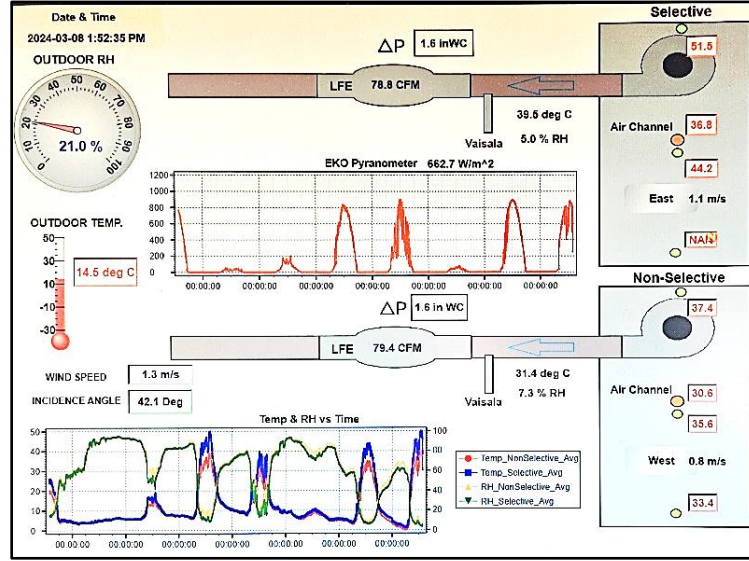 Date & Time
2024-03-08 1:52:35 PM
OUTDOOR RH
0 10 20 30 40 50 60 70 80 90 100
21.0 %
Selective
ΔP 1.6 inWC
51.5
LFE 78.8 CFM
39.5 deg C
Vaisala 5.0 % RH
Air Channel 36.8
44.2
East 1.1 m/s
NAN
EKO Pyranometer 662.7 W/m^2
1200
1000
800
600
400
200
0
00:00:00 00:00:00 00:00:00 00:00:00 00:00:00 00:00:00 00:00:00
OUTDOOR TEMP.
50
30
10
-10
-30
14.5 deg C
Non-Selective
ΔP 1.6 in WC
37.4
LFE 79.4 CFM
31.4 deg C
Vaisala 7.3 % RH
Air Channel 30.6
35.6
West 0.8 m/s
33.4
WIND SPEED 1.3 m/s
INCIDENCE ANGLE 42.1 Deg
Temp & RH vs Time
50 100
40 80
30 60
20 40
10 20
0 0
00:00:00 00:00:00 00:00:00 00:00:00 00:00:00 00:00:00 00:00:00
Temp_NonSelective_Avg
Temp_Selective_Avg
RH_NonSelective_Avg
RH_Selective_Avg